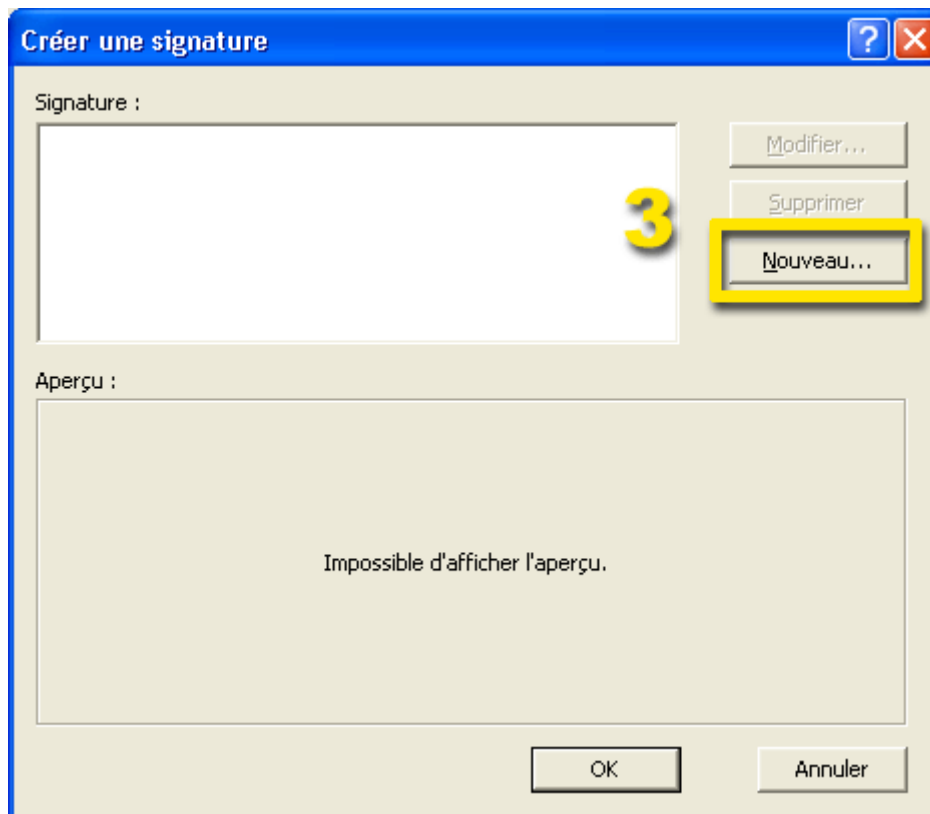 Créer une signature
Signature :
Modifier...
Supprimer
3
Nouveau...
Aperçu :
Impossible d'afficher l'aperçu.
OK
Annuler